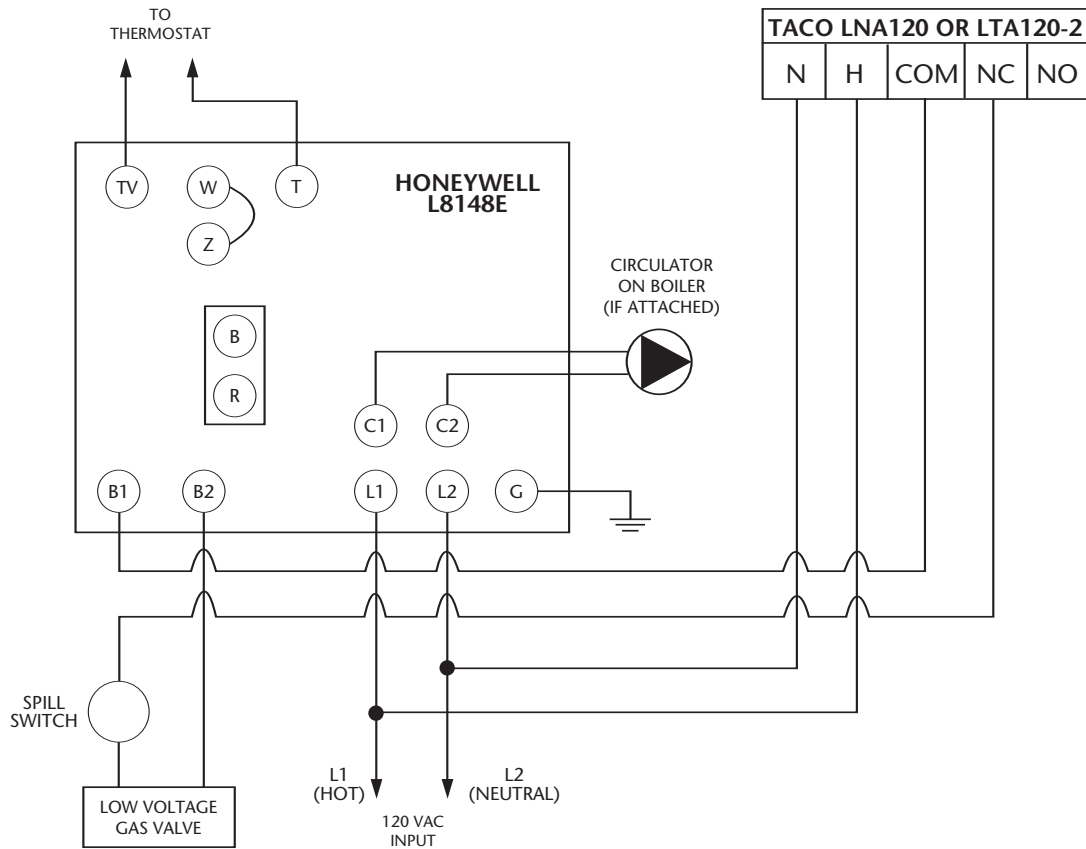 TO
THERMOSTAT
TACO LNA120 OR LTA120-2
N H COM NC NO
TV W T
HONEYWELL
L8148E
Z
CIRCULATOR
ON BOILER
(IF ATTACHED)
B
R
C1 C2
B1 B2 L1 L2 G
SPILL
SWITCH
L1
(HOT)
L2
(NEUTRAL)
LOW VOLTAGE
GAS VALVE
120 VAC
INPUT